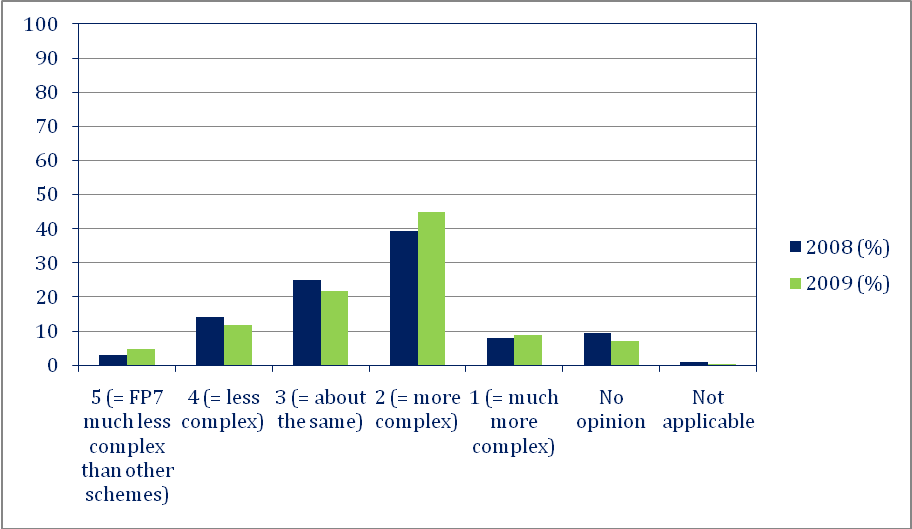 100
90
80
70
60
50
40
30
20
10
0
5 (= FP7
much less
complex
than other
schemes)
4 (= less
complex)
3 (= about
the same)
2 (= more
complex)
1 (= much
more
complex)
No
opinion
Not
applicable
2008 (%)
2009 (%)